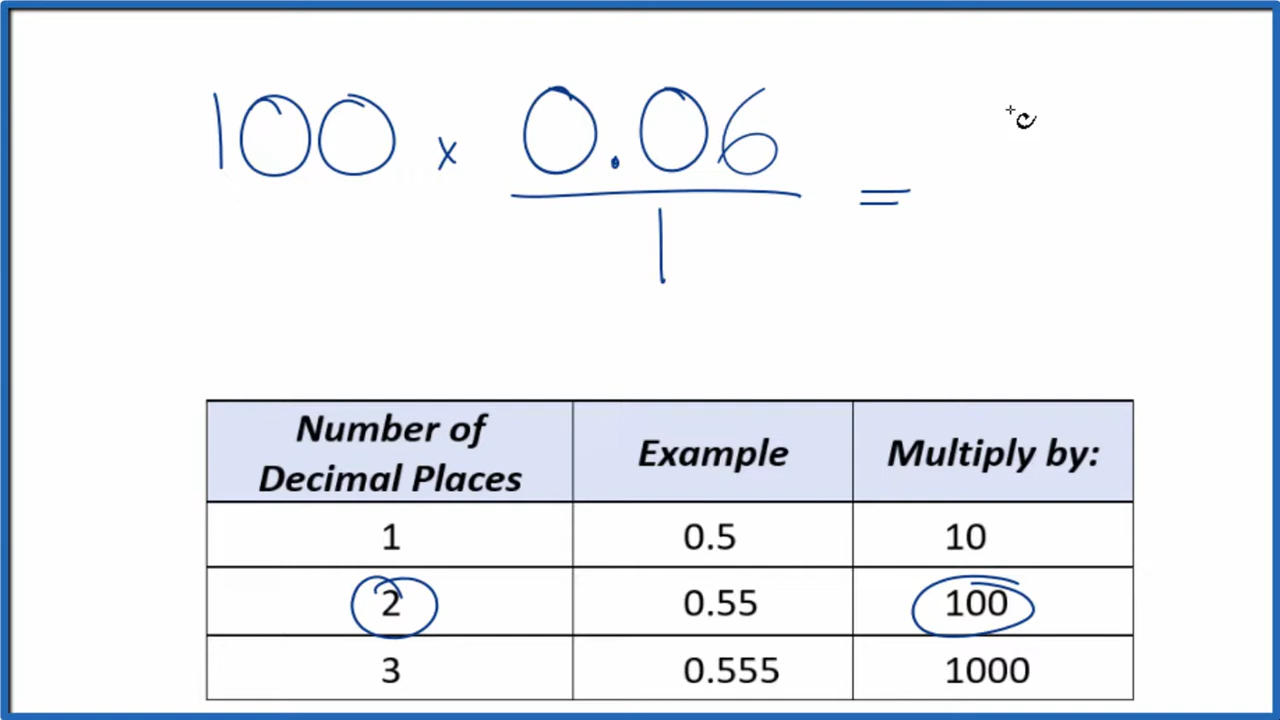 100 x 0.06 =
1
Number of Decimal Places Example Multiply by:
1 0.5 10
2 0.55 100
3 0.555 1000